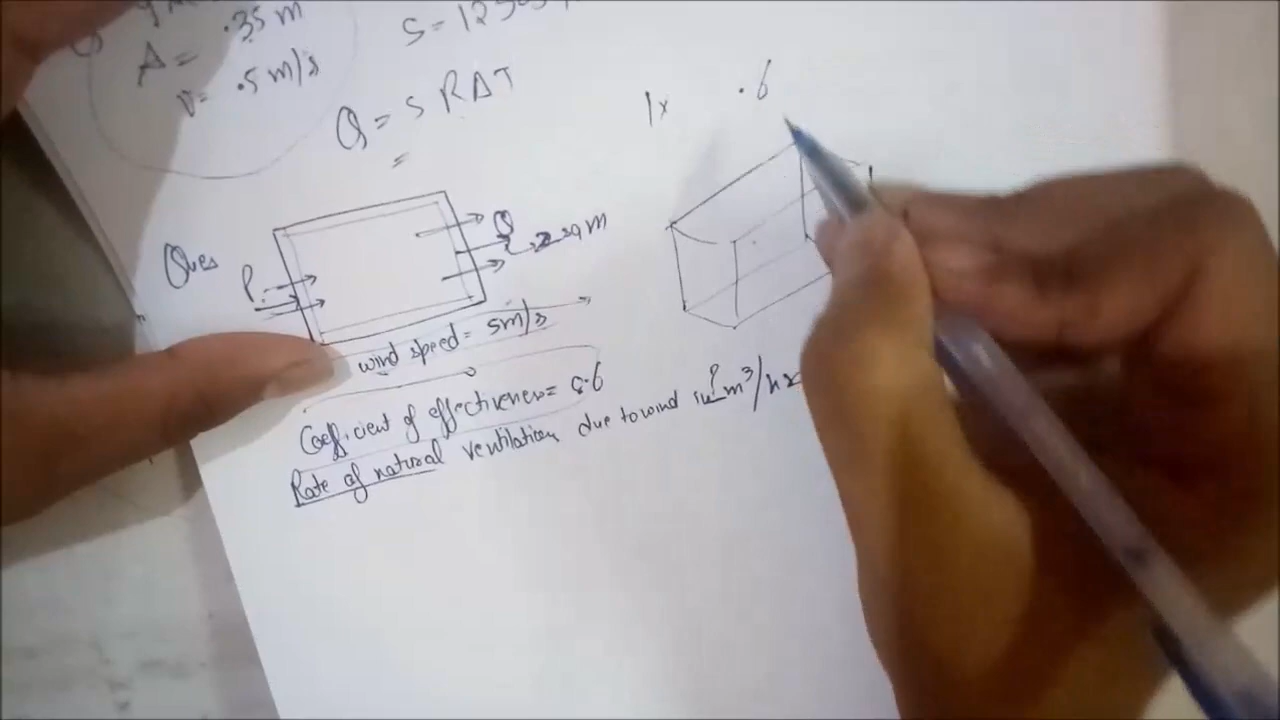 A = .35 m
v = .5 m/s
Q = S R Δ T
=
1x .6
Ques
P
Q
wind speed = 5m/s
Coefficient of effectiveness = 0.6
Rate of natural ventilation due to wind in m³/hr
?